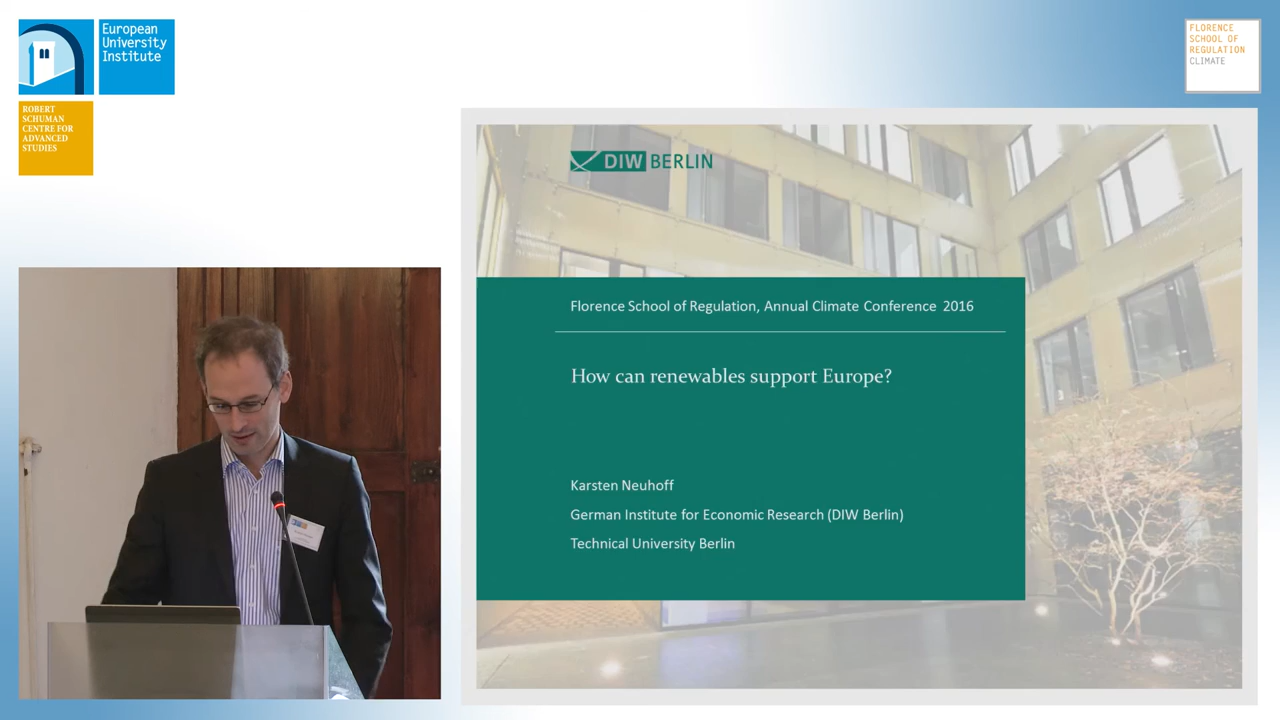 European
University
Institute
ROBERT
SCHUMAN
CENTRE FOR
ADVANCED
STUDIES
FLORENCE
SCHOOL OF
REGULATION
CLIMATE
DIW BERLIN
Florence School of Regulation, Annual Climate Conference 2016
How can renewables support Europe?
Karsten Neuhoff
German Institute for Economic Research (DIW Berlin)
Technical University Berlin